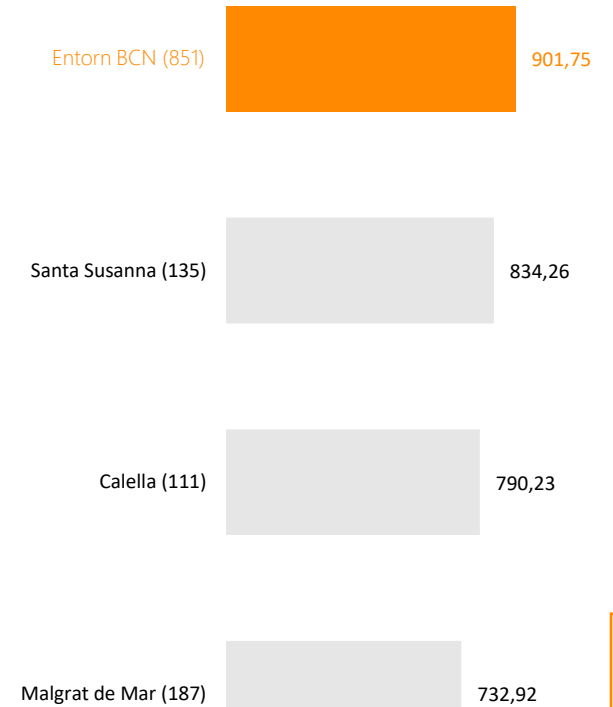 Entorn BCN (851) 901,75
Santa Susanna (135) 834,26
Calella (111) 790,23
Malgrat de Mar (187) 732,92